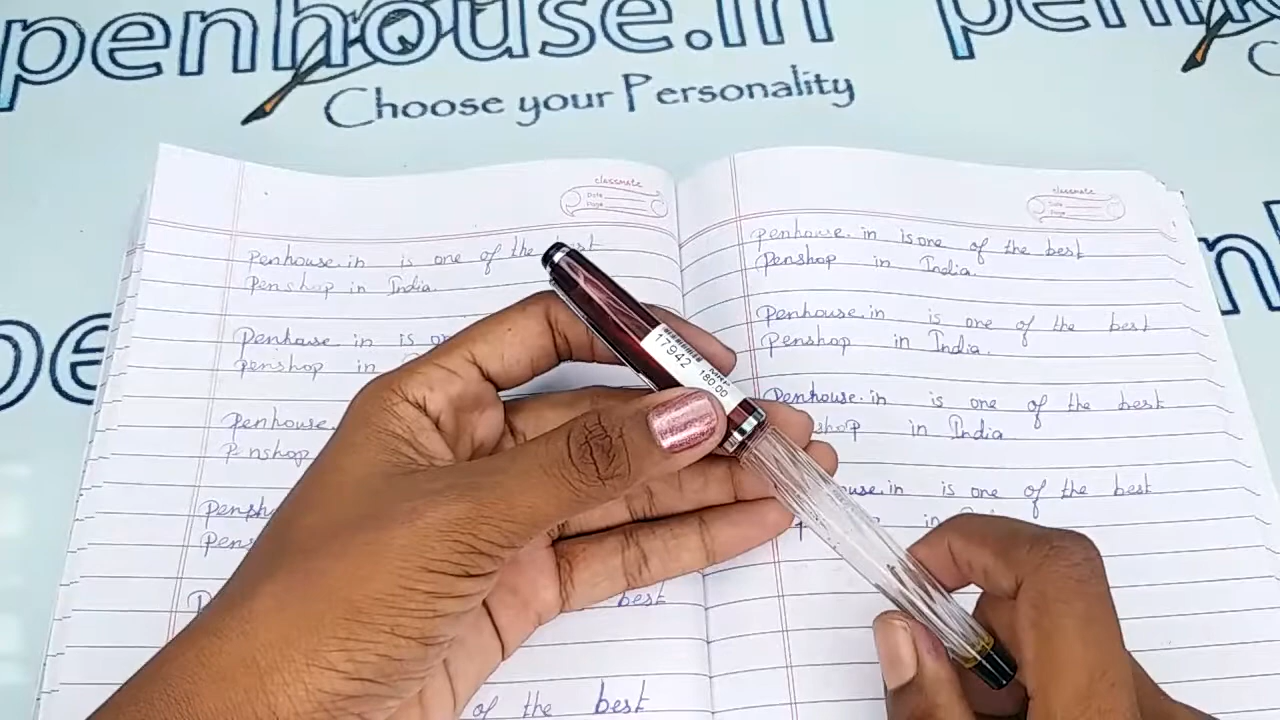 penhouse.in
Choose your Personality
classmate
Date
Page
Penhouse.in is one of the best
Penshop in India.
Penhouse in is
penshop in
Penhouse.
Penshop
best
of the best
classmate
Date
Page
penhouse.in is one of the best
Penshop in India.
Penhouse.in is one of the best
Penshop in India.
Penhouse.in is one of the best
shop in India
in is one of the best
in
17942
MRP
180.00